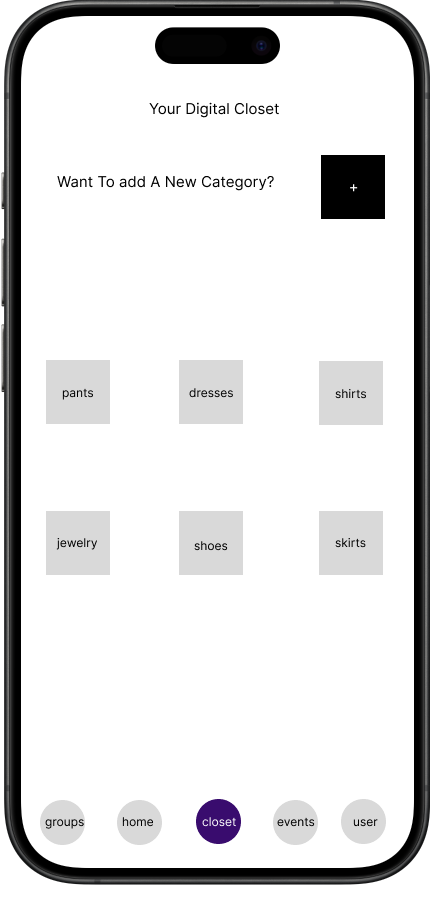 Your Digital Closet
Want To add A New Category?
+
pants
dresses
shirts
jewelry
shoes
skirts
groups
home
closet
events
user